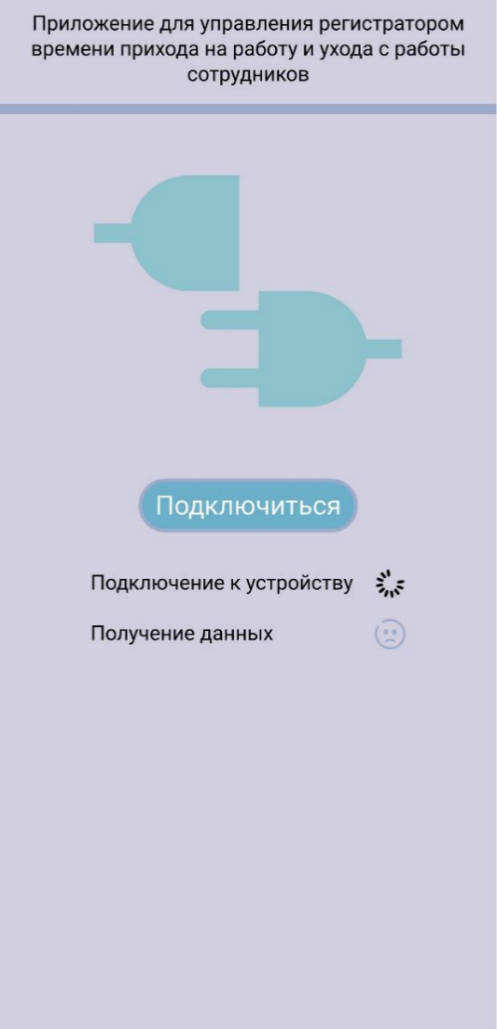 Приложение для управления регистратором
времени прихода на работу и ухода с работы
сотрудников
Подключиться
Подключение к устройству
Получение данных